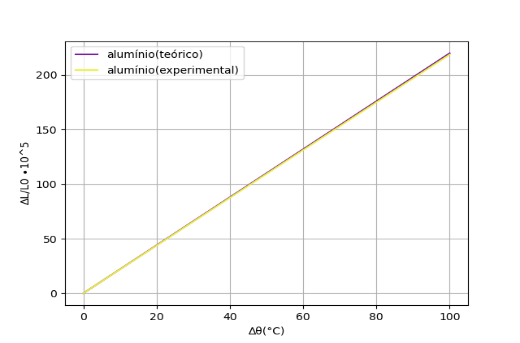 alumínio(teórico)
alumínio(experimental)
200
150
100
50
0
ΔL/L0 •10^5
0 20 40 60 80 100
Δθ(°C)